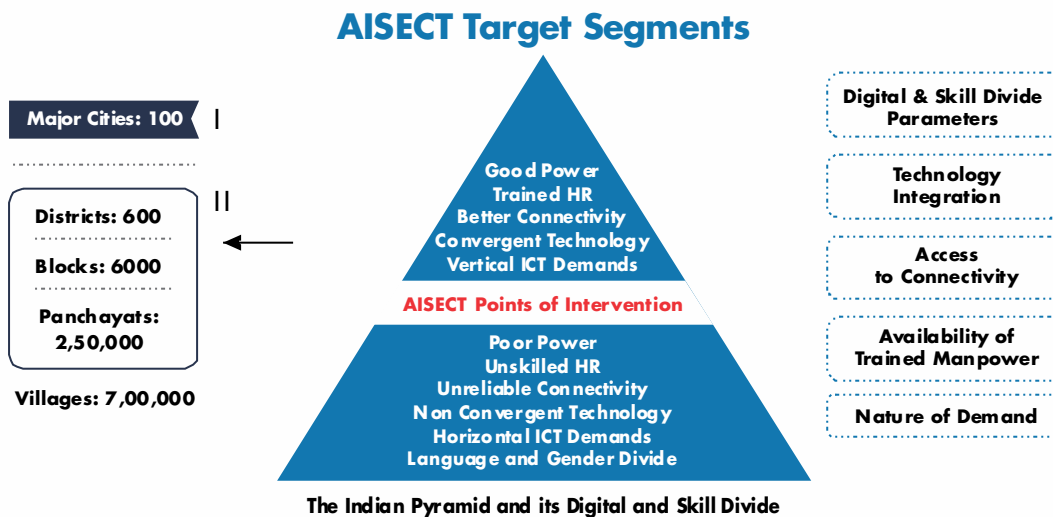 AISECT Target Segments
Major Cities: 100
I
II
Districts: 600
Blocks: 6000
Panchayats:
2,50,000
Villages: 7,00,000
Good Power
Trained HR
Better Connectivity
Convergent Technology
Vertical ICT Demands
AISECT Points of Intervention
Poor Power
Unskilled HR
Unreliable Connectivity
Non Convergent Technology
Horizontal ICT Demands
Language and Gender Divide
Digital & Skill Divide
Parameters
Technology
Integration
Access
to Connectivity
Availability of
Trained Manpower
Nature of Demand
The Indian Pyramid and its Digital and Skill Divide